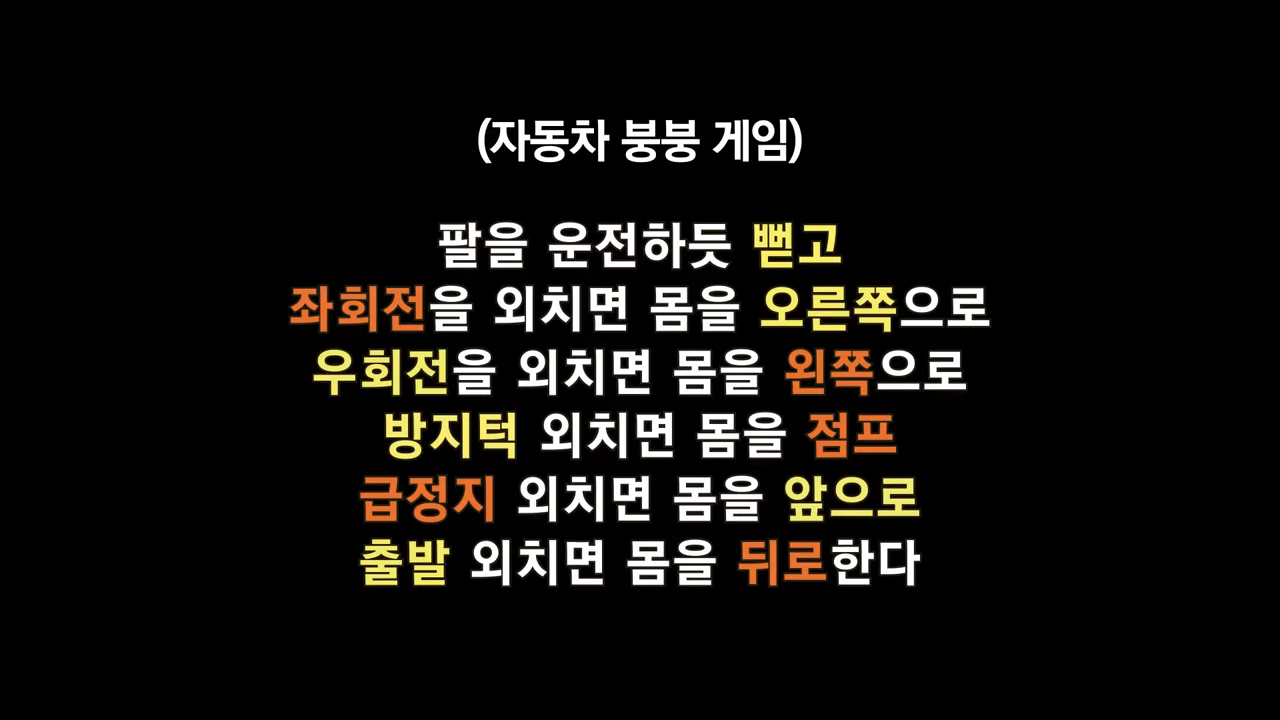 (자동차 붕붕 게임)
팔을 운전하듯 뻗고
좌회전을 외치면 몸을 오른쪽으로
우회전을 외치면 몸을 왼쪽으로
방지턱 외치면 몸을 점프
급정지 외치면 몸을 앞으로
출발 외치면 몸을 뒤로한다